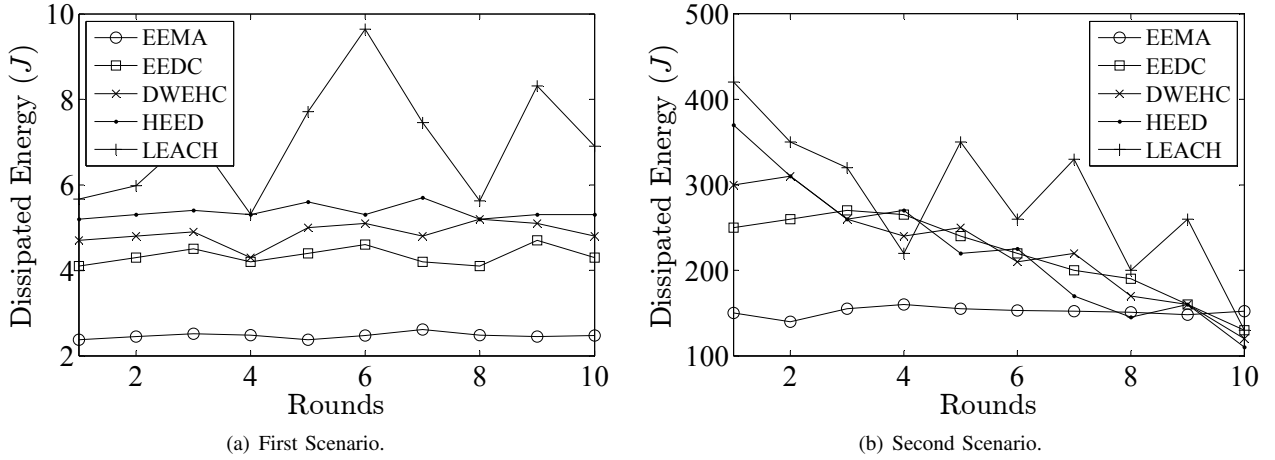 10
8
6
4
2
Dissipated Energy (J)
EEMA
EEDC
DWEHC
HEED
LEACH
2 4 6 8 10
Rounds
(a) First Scenario.
500
400
300
200
100
Dissipated Energy (J)
EEMA
EEDC
DWEHC
HEED
LEACH
2 4 6 8 10
Rounds
(b) Second Scenario.